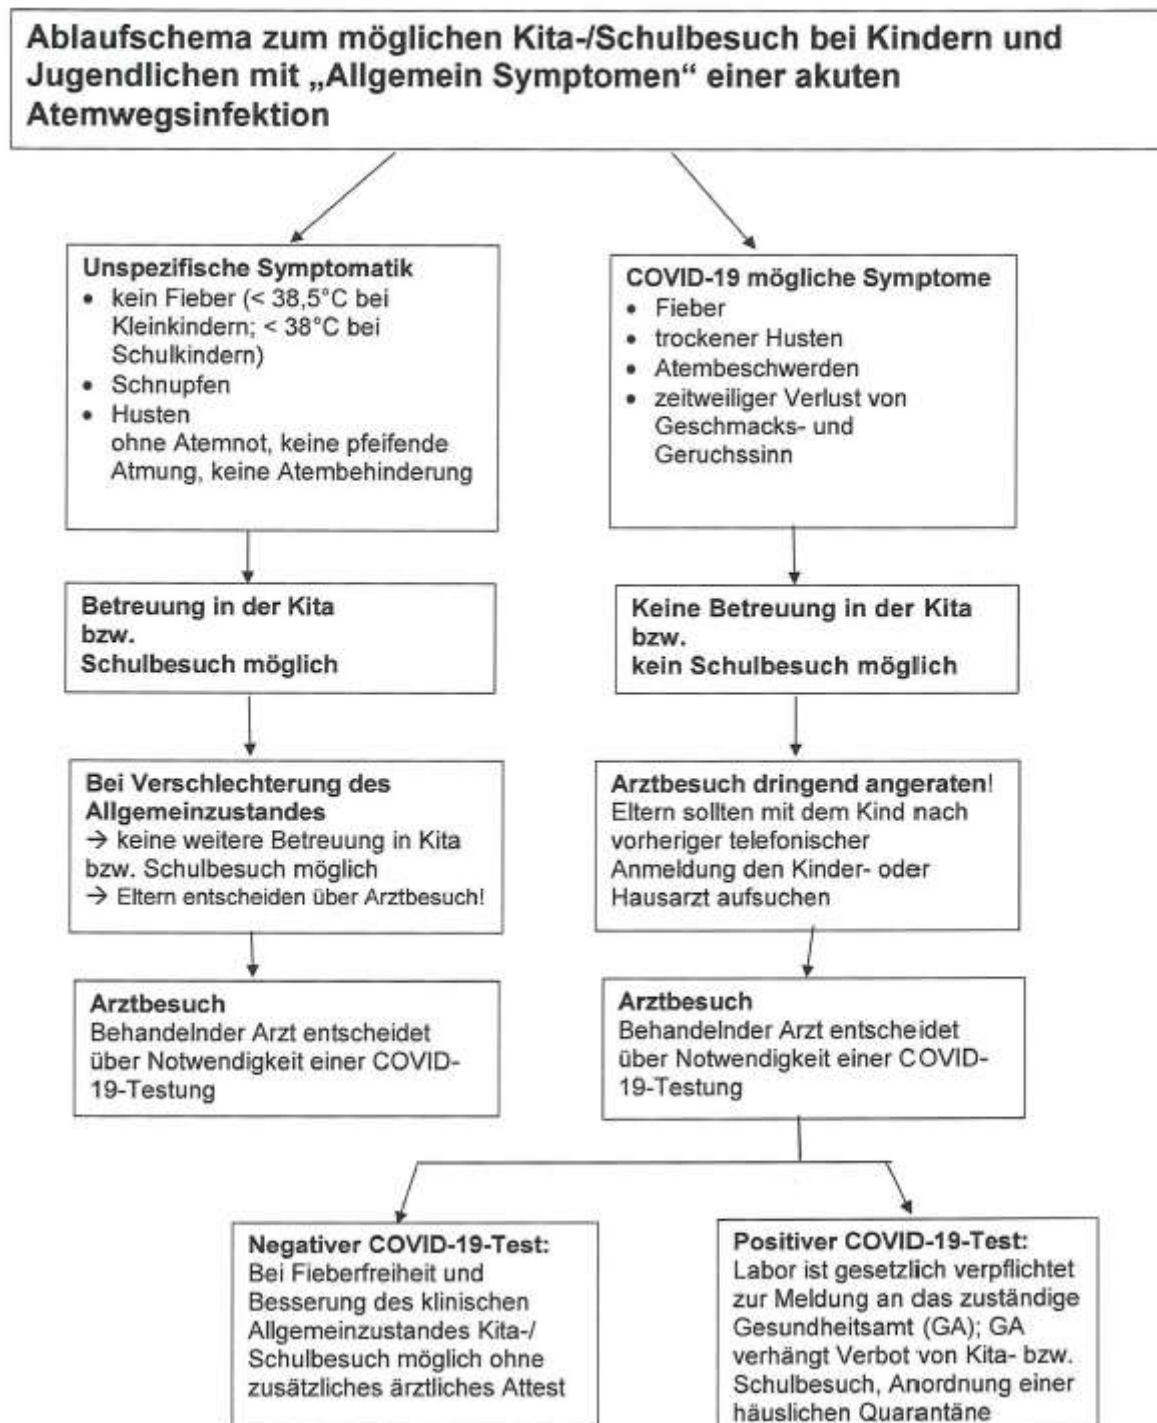 Ablaufschema zum möglichen Kita-/Schulbesuch bei Kindern und
Jugendlichen mit „Allgemein Symptomen“ einer akuten
Atemwegsinfektion
Unspezifische Symptomatik
• kein Fieber (< 38,5°C bei
Kleinkindern; < 38°C bei
Schulkindern)
• Schnupfen
• Husten
ohne Atemnot, keine pfeifende
Atmung, keine Atembehinderung
COVID-19 mögliche Symptome
• Fieber
• trockener Husten
• Atembeschwerden
• zeitweiliger Verlust von
Geschmacks- und
Geruchssinn
Betreuung in der Kita
bzw.
Schulbesuch möglich
Keine Betreuung in der Kita
bzw.
kein Schulbesuch möglich
Bei Verschlechterung des
Allgemeinzustandes
→ keine weitere Betreuung in Kita
bzw. Schulbesuch möglich
→ Eltern entscheiden über Arztbesuch!
Arztbesuch dringend angeraten!
Eltern sollten mit dem Kind nach
vorheriger telefonischer
Anmeldung den Kinder- oder
Hausarzt aufsuchen
Arztbesuch
Behandelnder Arzt entscheidet
über Notwendigkeit einer COVID-
19-Testung
Arztbesuch
Behandelnder Arzt entscheidet
über Notwendigkeit einer COVID-
19-Testung
Negativer COVID-19-Test:
Bei Fieberfreiheit und
Besserung des klinischen
Allgemeinzustandes Kita-/
Schulbesuch möglich ohne
zusätzliches ärztliches Attest
Positiver COVID-19-Test:
Labor ist gesetzlich verpflichtet
zur Meldung an das zuständige
Gesundheitsamt (GA); GA
verhängt Verbot von Kita- bzw.
Schulbesuch, Anordnung einer
häuslichen Quarantäne